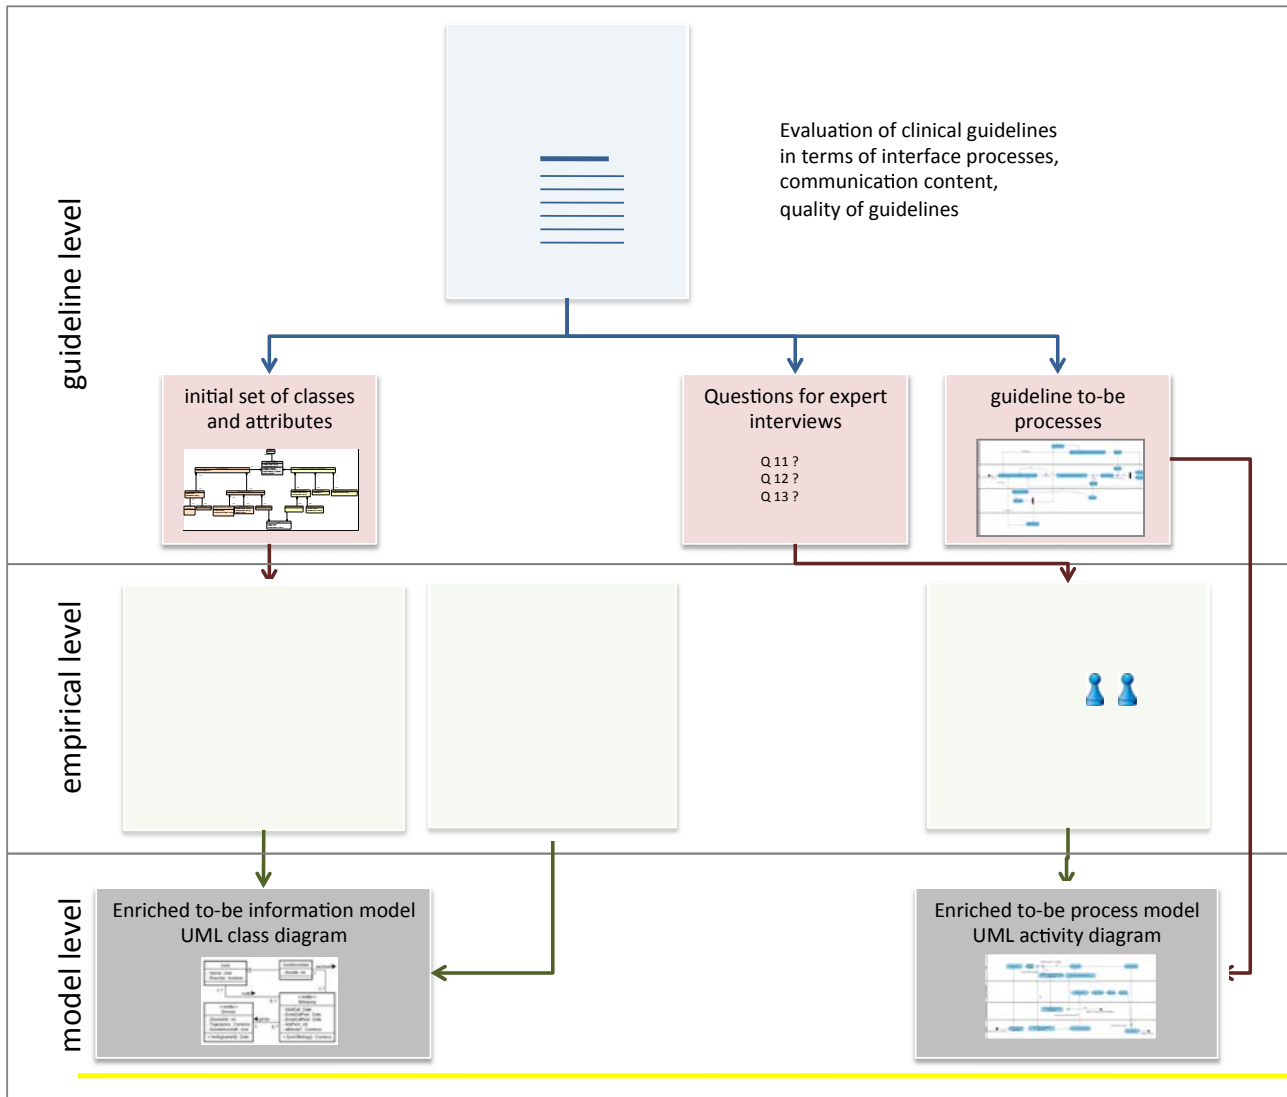 guideline level
Evaluation of clinical guidelines
in terms of interface processes,
communication content,
quality of guidelines
initial set of classes
and attributes
Questions for expert
interviews
Q 11 ?
Q 12 ?
Q 13 ?
guideline to-be
processes
empirical level
model level
Enriched to-be information model
UML class diagram
Enriched to-be process model
UML activity diagram